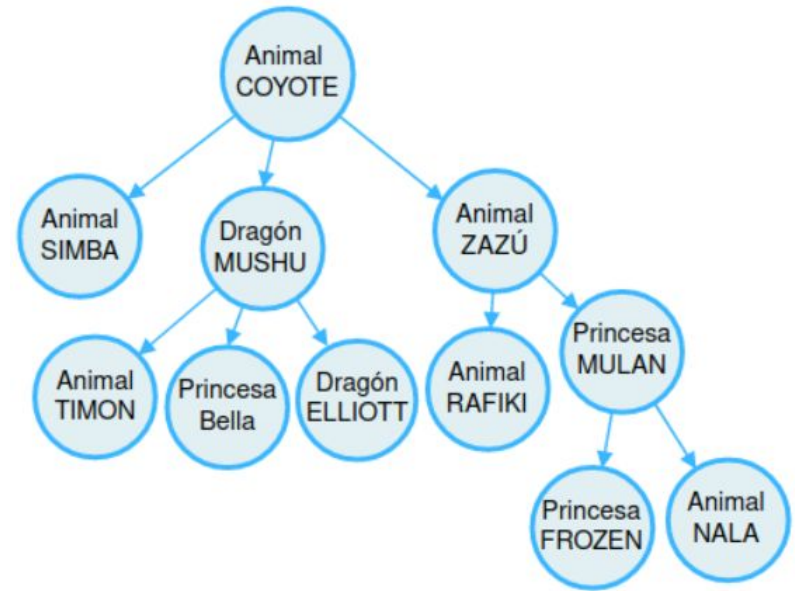 Animal
COYOTE
Animal
SIMBA
Dragón
MUSHU
Animal
ZAZÚ
Animal
TIMON
Princesa
Bella
Dragón
ELLIOTT
Animal
RAFIKI
Princesa
MULAN
Princesa
FROZEN
Animal
NALA